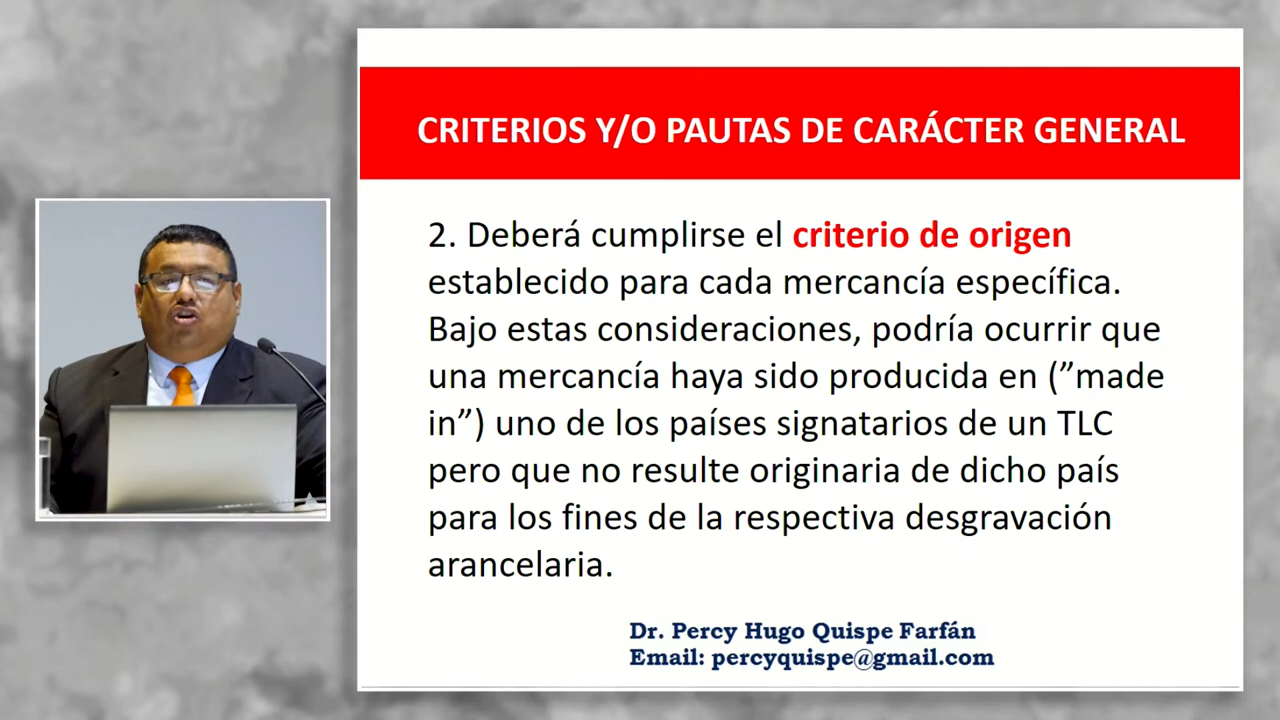 CRITERIOS Y/O PAUTAS DE CARÁCTER GENERAL
2. Deberá cumplirse el criterio de origen
establecido para cada mercancía específica.
Bajo estas consideraciones, podría ocurrir que
una mercancía haya sido producida en (”made
in”) uno de los países signatarios de un TLC
pero que no resulte originaria de dicho país
para los fines de la respectiva desgravación
arancelaria.
Dr. Percy Hugo Quispe Farfán
Email: percyquispe@gmail.com